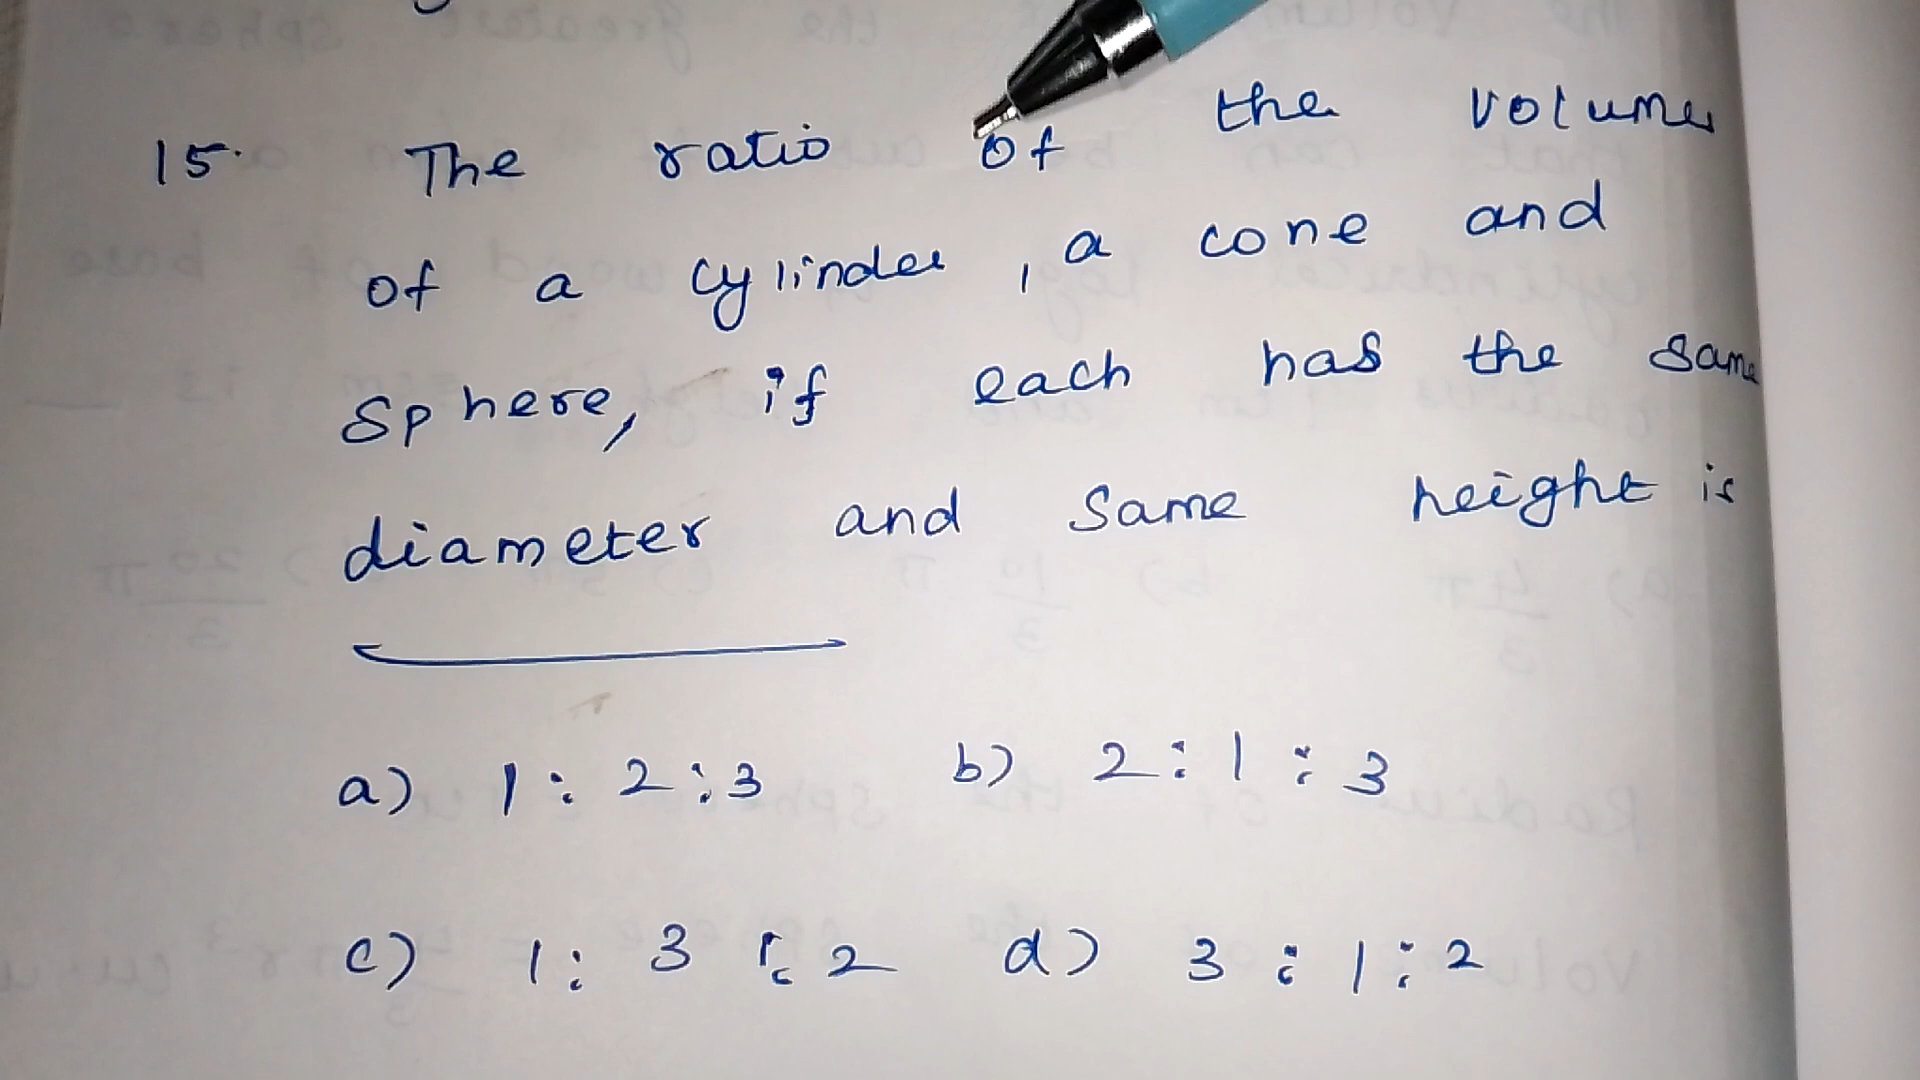 15. The ratio of the volumes
of a cylinder, a cone and
sphere, if each has the same
diameter and same height is
a) 1 : 2 : 3 b) 2 : 1 : 3
c) 1 : 3 : 2 d) 3 : 1 : 2